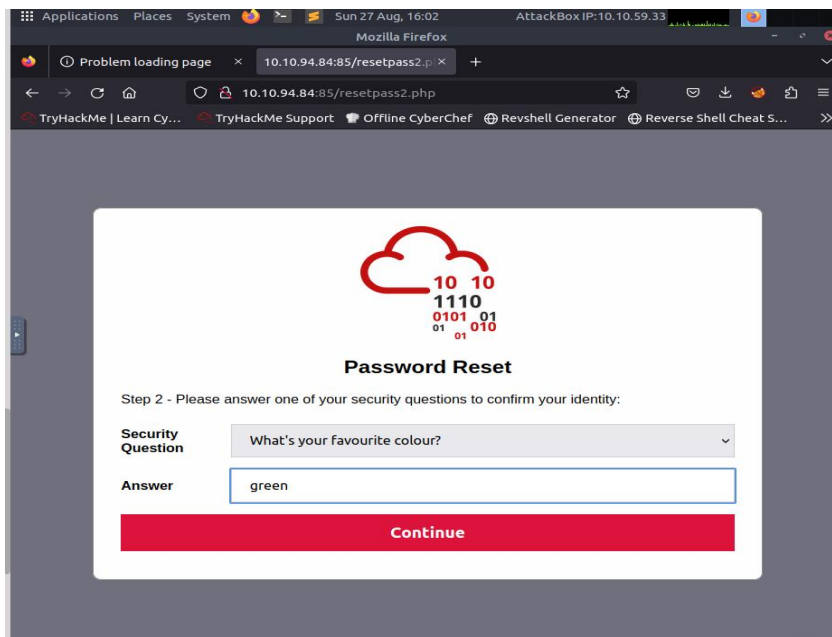 Applications Places System Sun 27 Aug, 16:02 AttackBox IP:10.10.59.33
Mozilla Firefox
Problem loading page 10.10.94.84:85/resetpass2.p
10.10.94.84:85/resetpass2.php
TryHackMe | Learn Cy... TryHackMe Support Offline CyberChef Revshell Generator Reverse Shell Cheat S...
10 10
1110
0101 01
01 010
01
Password Reset
Step 2 - Please answer one of your security questions to confirm your identity:
Security
Question
What's your favourite colour?
Answer green
Continue